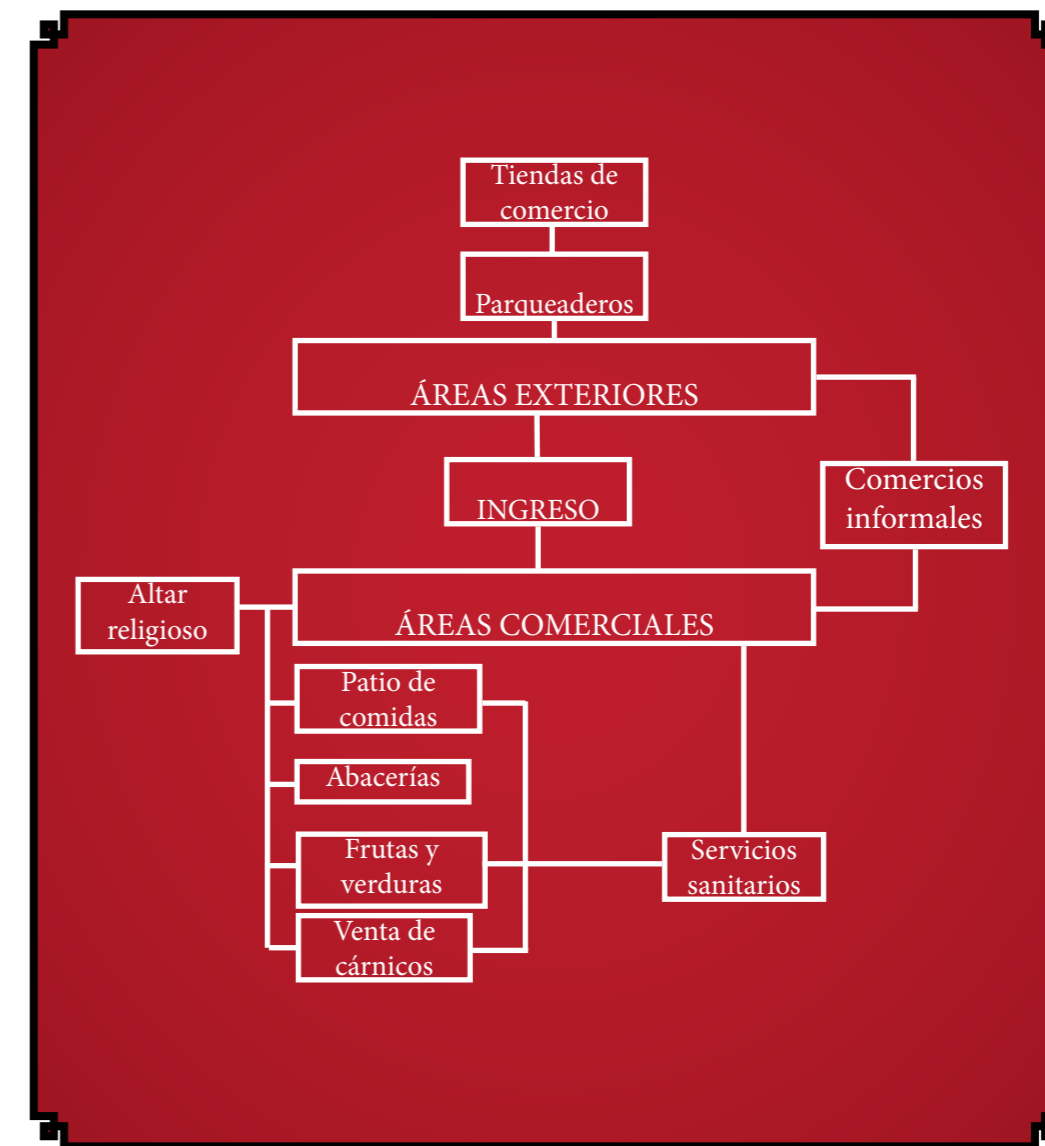 Tiendas de
comercio
Parqueaderos
ÁREAS EXTERIORES
INGRESO
Comercios
informales
Altar
religioso
ÁREAS COMERCIALES
Patio de
comidas
Abacerías
Frutas y
verduras
Servicios
sanitarios
Venta de
cárnicos